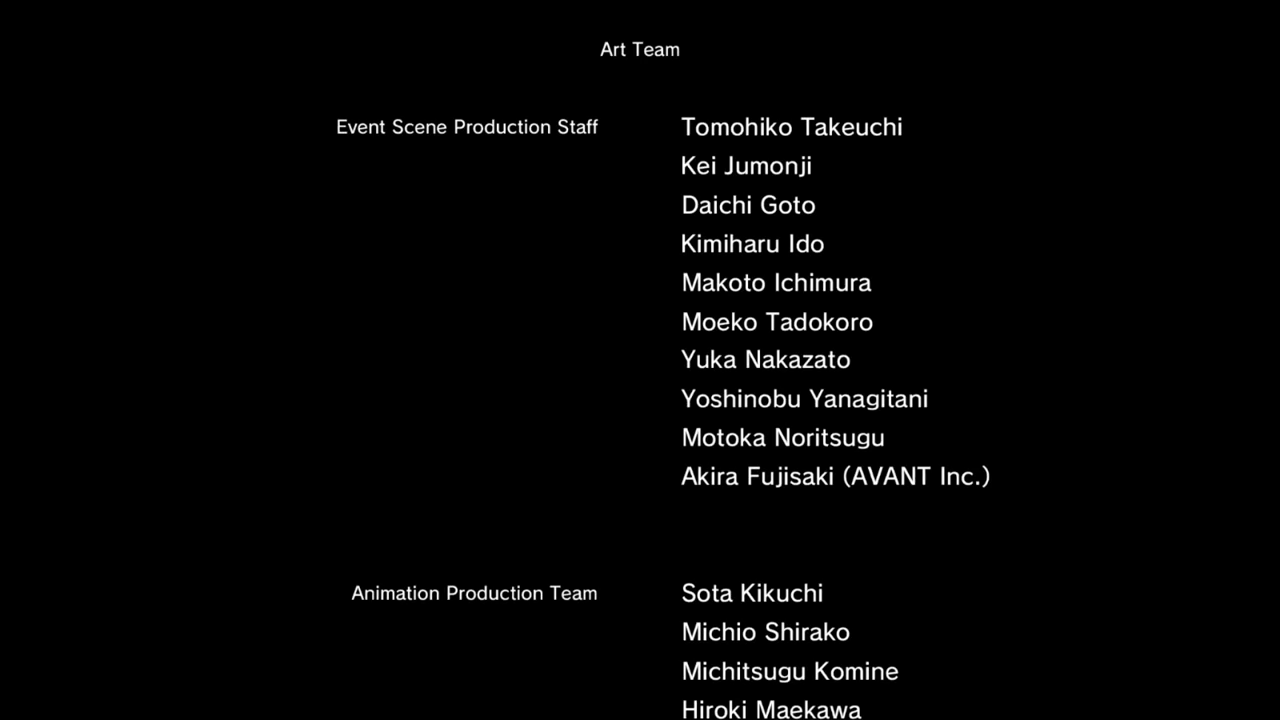 Art Team
Event Scene Production Staff Tomohiko Takeuchi
Kei Jumonji
Daichi Goto
Kimiharu Ido
Makoto Ichimura
Moeko Tadokoro
Yuka Nakazato
Yoshinobu Yanagitani
Motoka Noritsugu
Akira Fujisaki (AVANT Inc.)
Animation Production Team Sota Kikuchi
Michio Shirako
Michitsugu Komine
Hiroki Maekawa